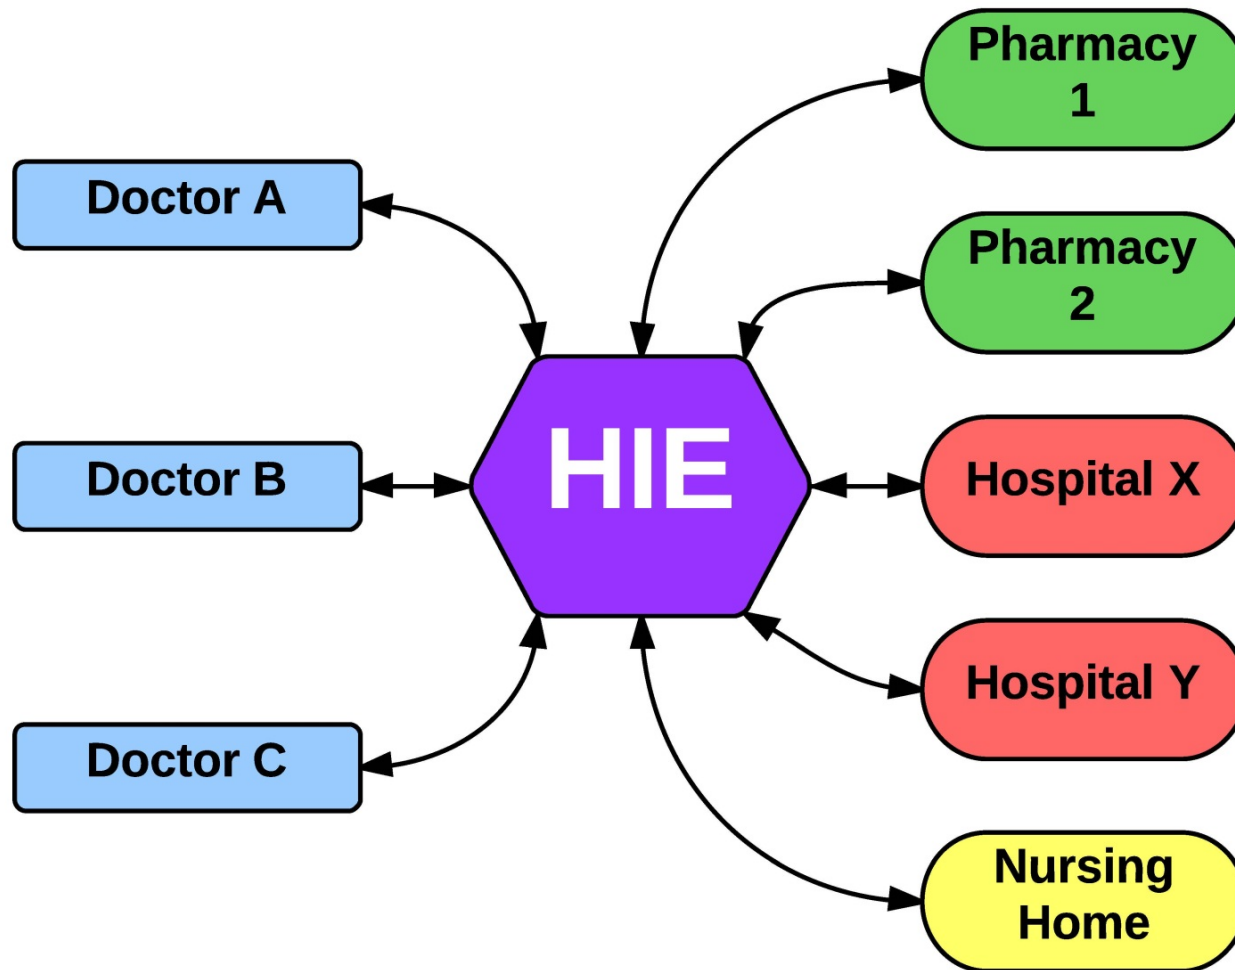 Pharmacy
1
Doctor A
Pharmacy
2
HIE
Doctor B
Hospital X
Hospital Y
Doctor C
Nursing
Home